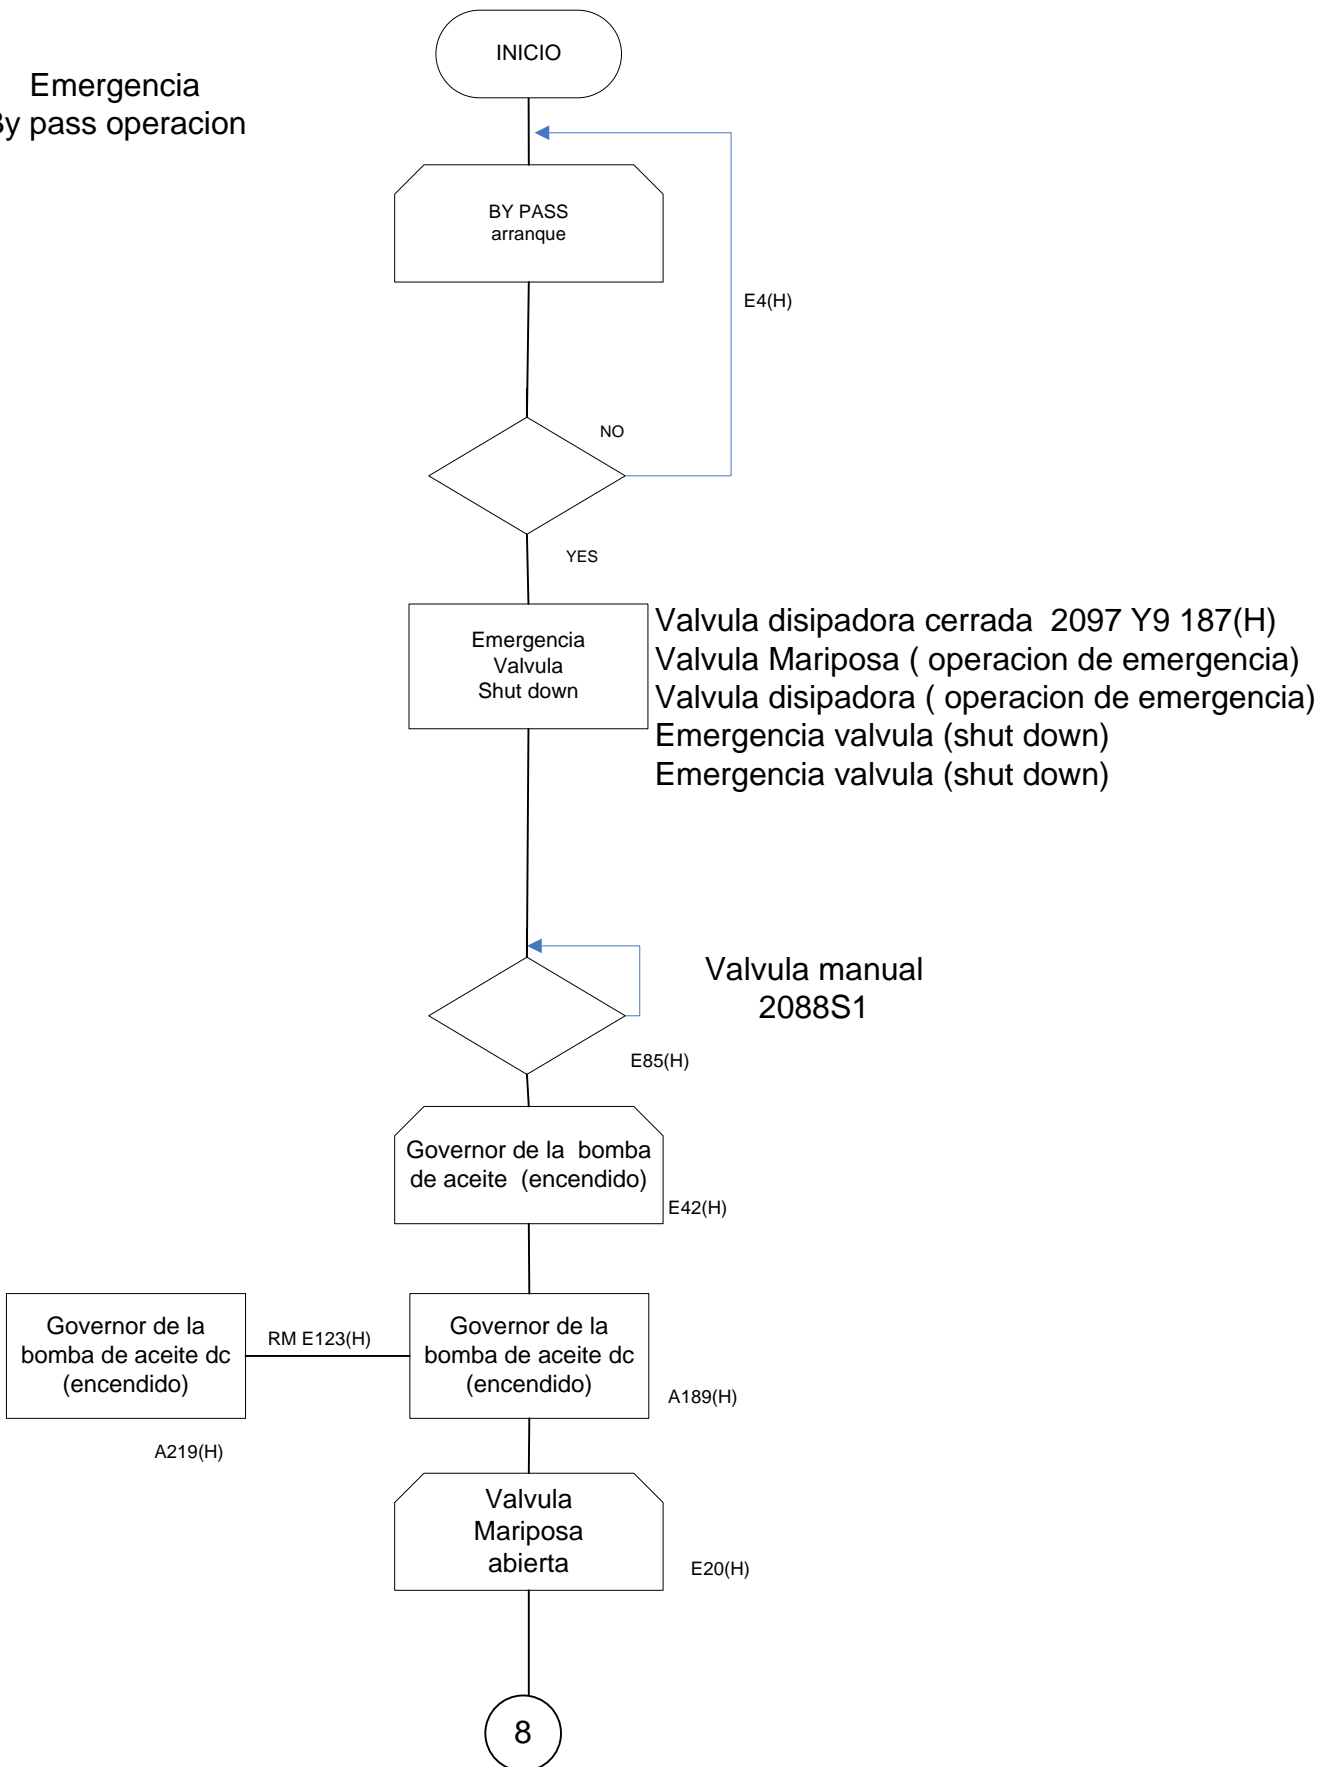 INICIO
Emergencia
By pass operacion
BY PASS
arranque
E4(H)
NO
YES
Emergencia
Valvula
Shut down
Valvula disipadora cerrada 2097 Y9 187(H)
Valvula Mariposa ( operacion de emergencia)
Valvula disipadora ( operacion de emergencia)
Emergencia valvula (shut down)
Emergencia valvula (shut down)
Valvula manual
2088S1
E85(H)
Governor de la bomba
de aceite (encendido)
E42(H)
Governor de la
bomba de aceite dc
(encendido)
RM E123(H)
Governor de la
bomba de aceite dc
(encendido)
A189(H)
A219(H)
Valvula
Mariposa
abierta
E20(H)
8